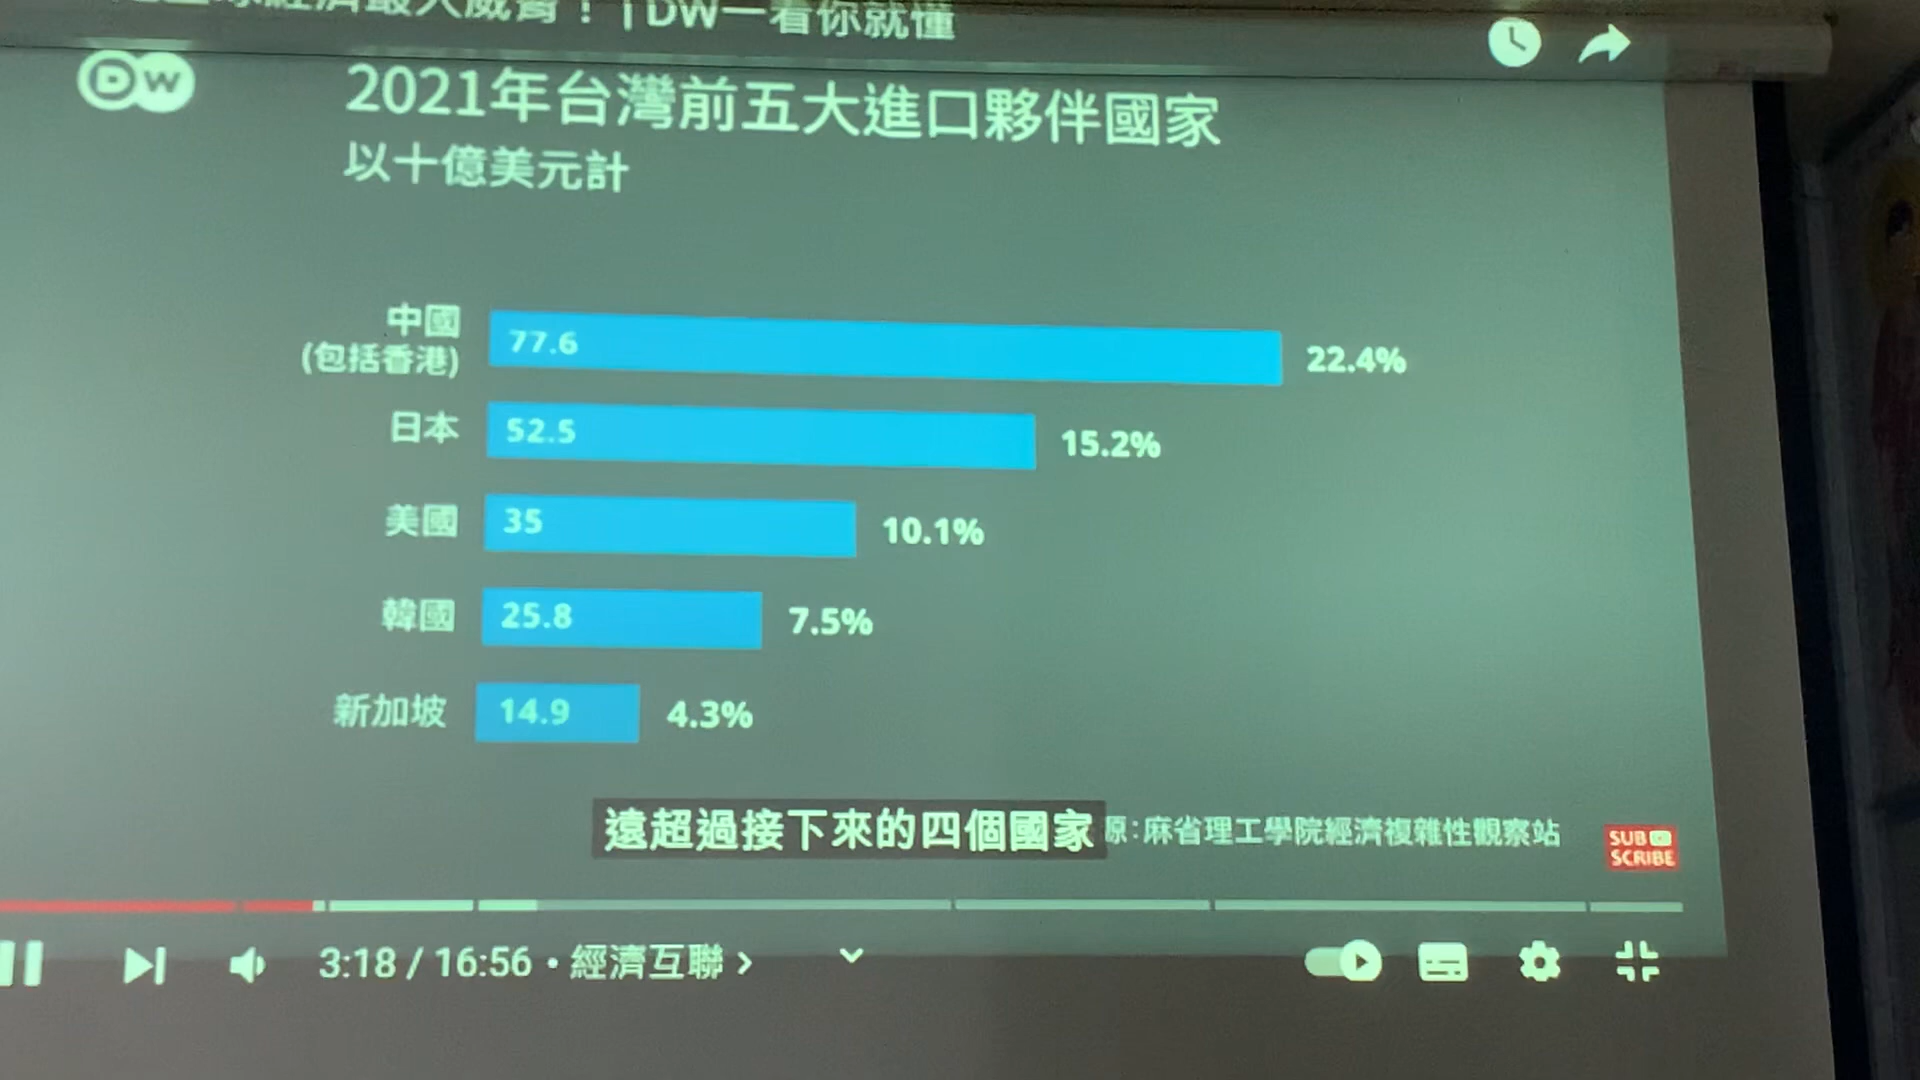 ！ | DW一看你就懂
DW
2021年台灣前五大進口夥伴國家
以十億美元計
中國
(包括香港)
77.6
22.4%
日本
52.5
15.2%
美國
35
10.1%
韓國
25.8
7.5%
新加坡
14.9
4.3%
遠超過接下來的四個國家
源:麻省理工學院經濟複雜性觀察站
SUB
SCRIBE
3:18 / 16:56 • 經濟互聯 ›